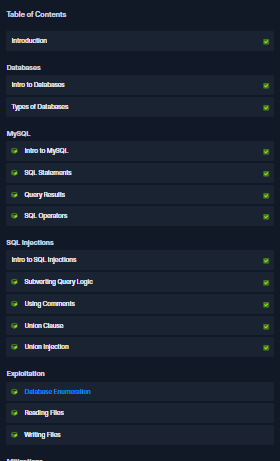 Table of Contents
Introduction
Databases
Intro to Databases
Types of Databases
MySQL
Intro to MySQL
SQL Statements
Query Results
SQL Operators
SQL Injections
Intro to SQL Injections
Subverting Query Logic
Using Comments
Union Clause
Union Injection
Exploitation
Database Enumeration
Reading Files
Writing Files